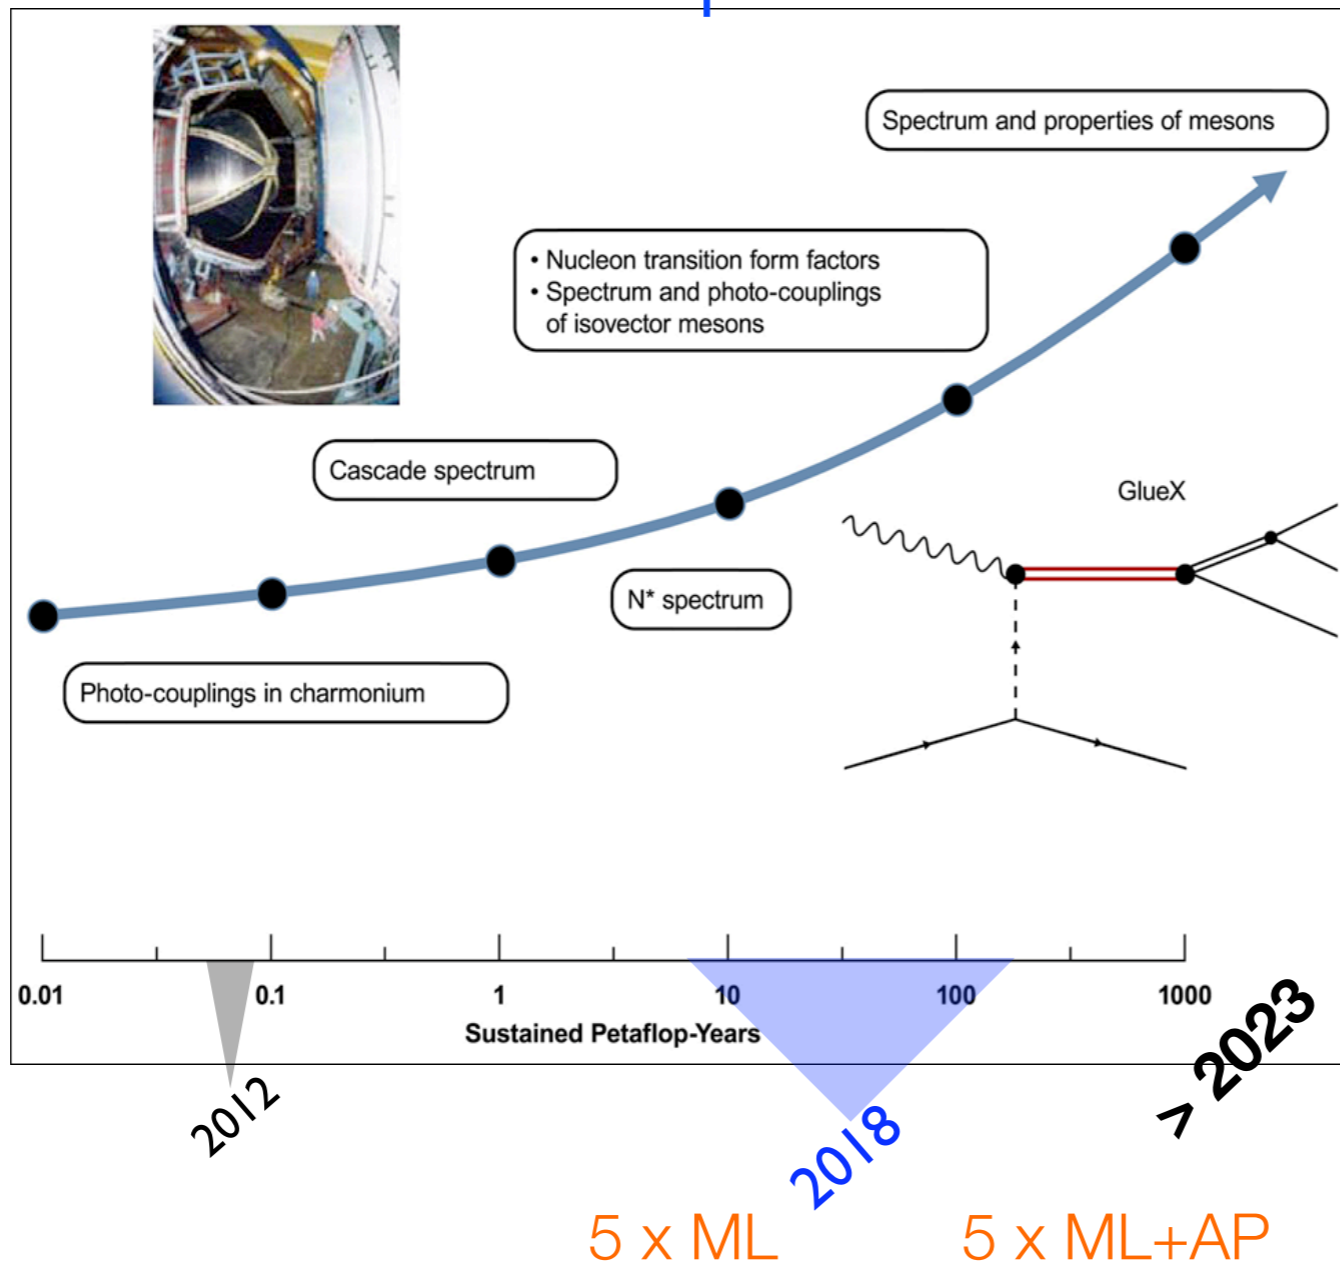 Spectrum and properties of mesons
• Nucleon transition form factors
• Spectrum and photo-couplings
of isovector mesons
Cascade spectrum
GlueX
N* spectrum
Photo-couplings in charmonium
0.01
0.1
1
10
100
1000
Sustained Petaflop-Years
2012
2018
> 2023
5 x ML
5 x ML+AP